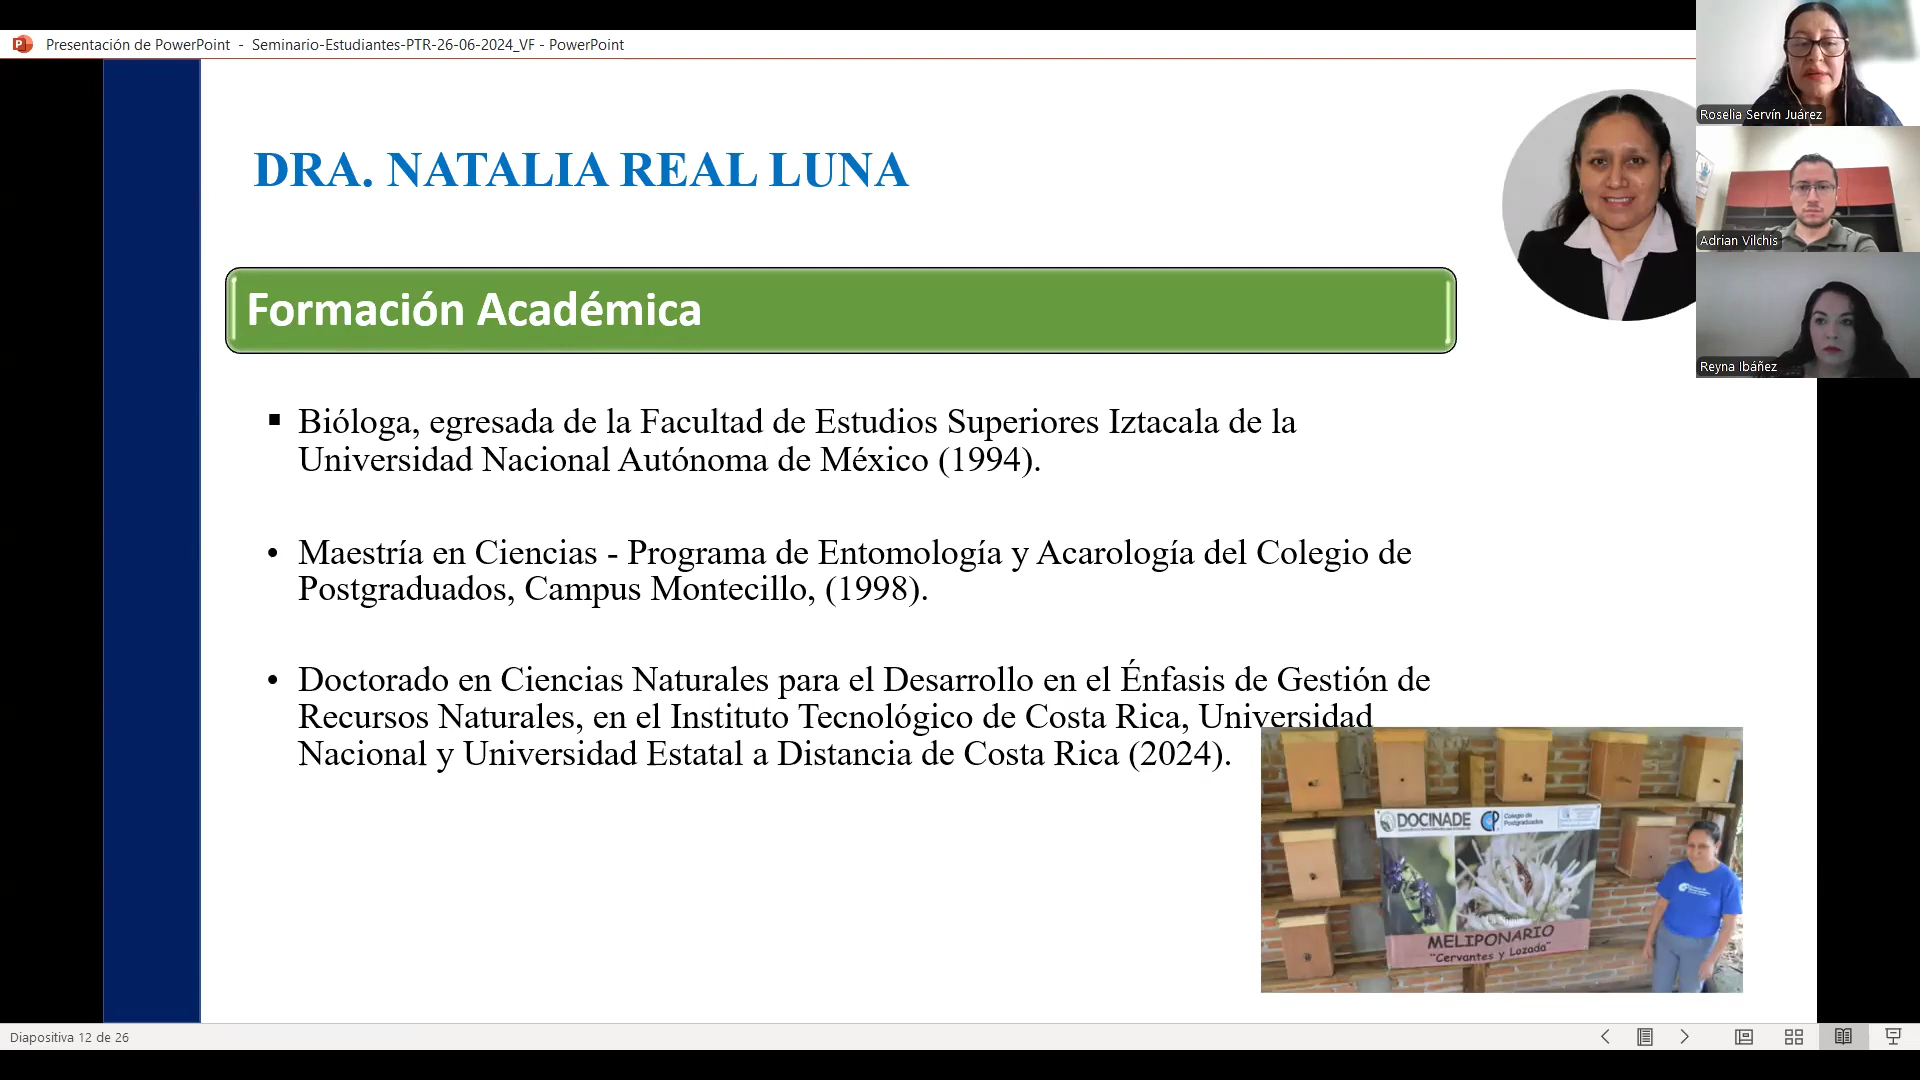 Presentación de PowerPoint - Seminario-Estudiantes-PTR-26-06-2024_VF - PowerPoint
Roselia Servín Juárez
Adrian Vilchis
Reyna Ibáñez
DRA. NATALIA REAL LUNA
Formación Académica
▪ Bióloga, egresada de la Facultad de Estudios Superiores Iztacala de la
Universidad Nacional Autónoma de México (1994).
• Maestría en Ciencias - Programa de Entomología y Acarología del Colegio de
Postgraduados, Campus Montecillo, (1998).
• Doctorado en Ciencias Naturales para el Desarrollo en el Énfasis de Gestión de
Recursos Naturales, en el Instituto Tecnológico de Costa Rica, Universidad
Nacional y Universidad Estatal a Distancia de Costa Rica (2024).
DOCINADE
Colegio de
Postgraduados
MELIPONARIO
"Cervantes y Lozada"
Diapositiva 12 de 26